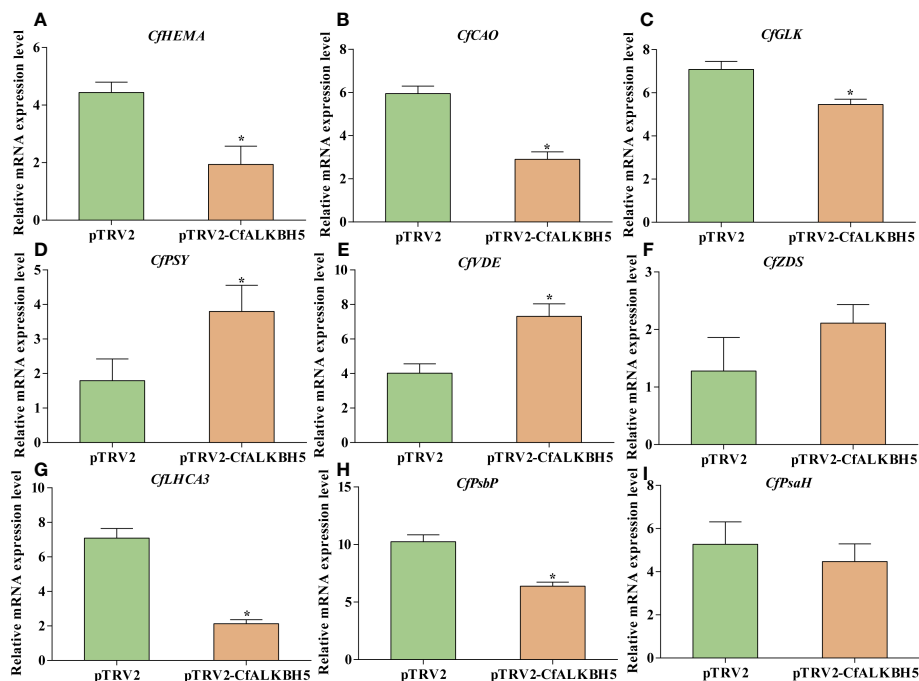 A
CfHEMA
Relative mRNA expression level
6
4
2
0
*
pTRV2
pTRV2-CfALKBH5
B
CfCAO
Relative mRNA expression level
8
6
4
2
0
*
pTRV2
pTRV2-CfALKBH5
C
CfGLK
Relative mRNA expression level
8
6
4
2
0
*
pTRV2
pTRV2-CfALKBH5
D
CfPSY
Relative mRNA expression level
5
4
3
2
1
0
*
pTRV2
pTRV2-CfALKBH5
E
CfVDE
Relative mRNA expression level
10
8
6
4
2
0
*
pTRV2
pTRV2-CfALKBH5
F
CfZDS
Relative mRNA expression level
3
2
1
0
pTRV2
pTRV2-CfALKBH5
G
CfLHCA3
Relative mRNA expression level
10
8
6
4
2
0
*
pTRV2
pTRV2-CfALKBH5
H
CfPsbP
Relative mRNA expression level
15
10
5
0
*
pTRV2
pTRV2-CfALKBH5
I
CfPsaH
Relative mRNA expression level
8
6
4
2
0
pTRV2
pTRV2-CfALKBH5